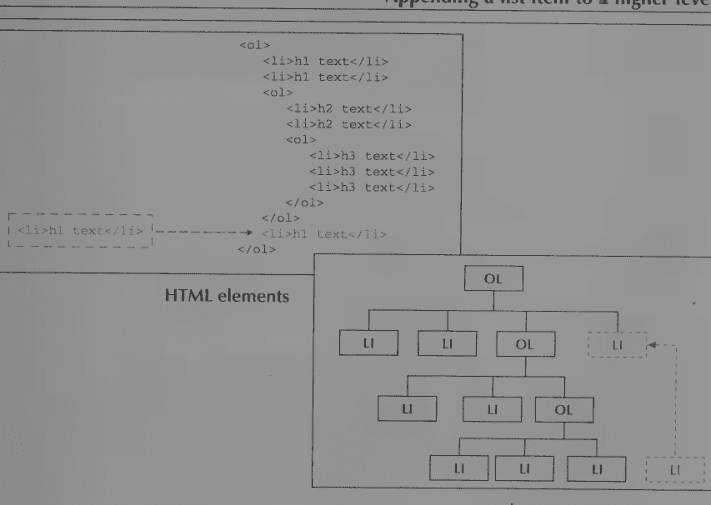 Appending a list item to a higher leve
<ol>
<li>h1 text</li>
<li>h1 text</li>
<ol>
<li>h2 text</li>
<li>h2 text</li>
<ol>
<li>h3 text</li>
<li>h3 text</li>
<li>h3 text</li>
</ol>
</ol>
<li>h1 text</li> <li>h1 text</li>
</ol>
HTML elements
OL
LI LI OL LI
LI LI OL
LI LI LI LI